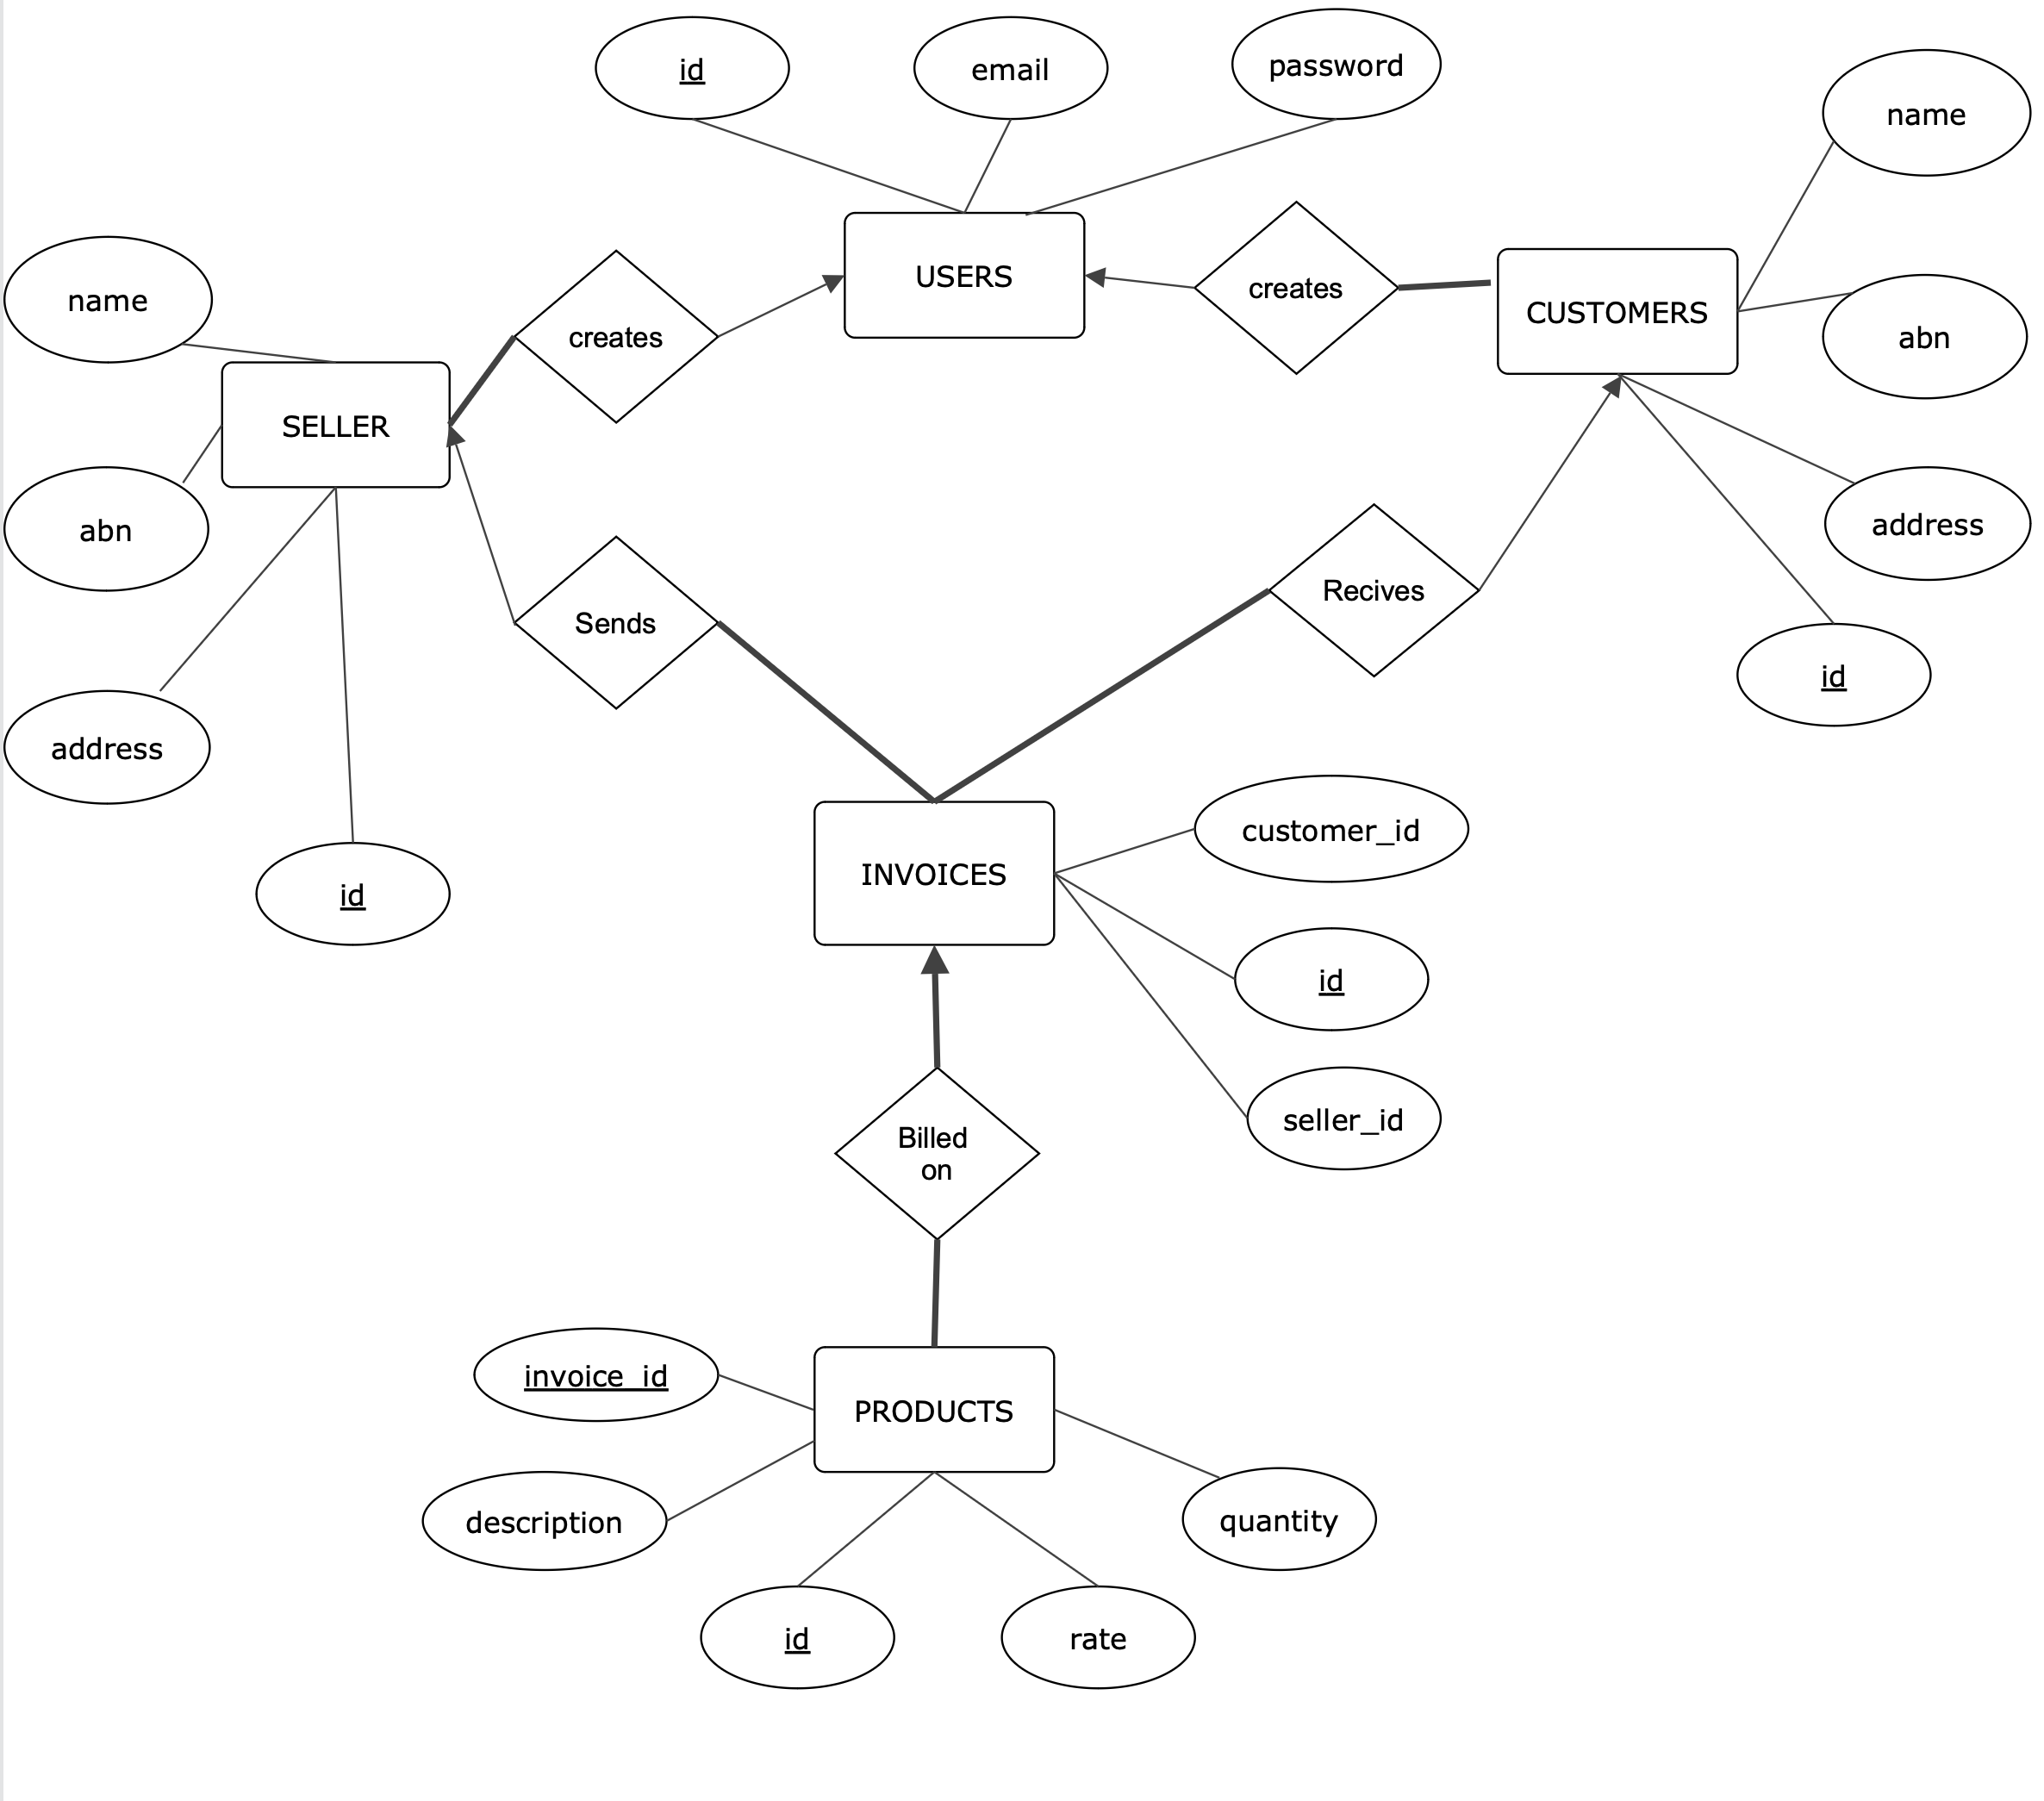 id
email
password
name
USERS
creates
CUSTOMERS
name
creates
abn
SELLER
abn
address
Sends
Recives
id
address
customer_id
INVOICES
id
id
seller_id
Billed
on
invoice_id
PRODUCTS
description
quantity
id
rate